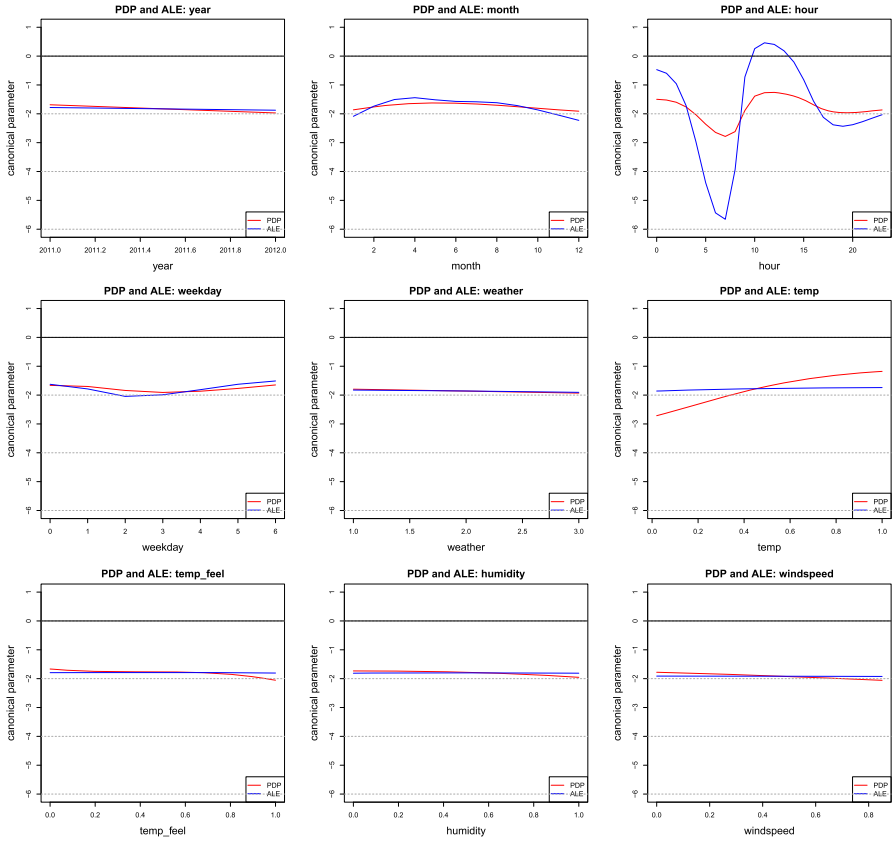 PDP and ALE: year
canonical parameter
1
0
−1
−2
−3
−4
−5
−6
2011.0 2011.2 2011.4 2011.6 2011.8 2012.0
year
PDP
ALE
PDP and ALE: month
canonical parameter
1
0
−1
−2
−3
−4
−5
−6
2 4 6 8 10 12
month
PDP
ALE
PDP and ALE: hour
canonical parameter
1
0
−1
−2
−3
−4
−5
−6
0 5 10 15 20
hour
PDP
ALE
PDP and ALE: weekday
canonical parameter
1
0
−1
−2
−3
−4
−5
−6
0 1 2 3 4 5 6
weekday
PDP
ALE
PDP and ALE: weather
canonical parameter
1
0
−1
−2
−3
−4
−5
−6
1.0 1.5 2.0 2.5 3.0
weather
PDP
ALE
PDP and ALE: temp
canonical parameter
1
0
−1
−2
−3
−4
−5
−6
0.0 0.2 0.4 0.6 0.8 1.0
temp
PDP
ALE
PDP and ALE: temp_feel
canonical parameter
1
0
−1
−2
−3
−4
−5
−6
0.0 0.2 0.4 0.6 0.8 1.0
temp_feel
PDP
ALE
PDP and ALE: humidity
canonical parameter
1
0
−1
−2
−3
−4
−5
−6
0.0 0.2 0.4 0.6 0.8 1.0
humidity
PDP
ALE
PDP and ALE: windspeed
canonical parameter
1
0
−1
−2
−3
−4
−5
−6
0.0 0.2 0.4 0.6 0.8
windspeed
PDP
ALE